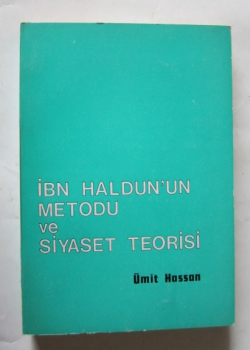 İBN HALDUN'UN
METODU
ve
SİYASET TEORİSİ
Ümit Hassan